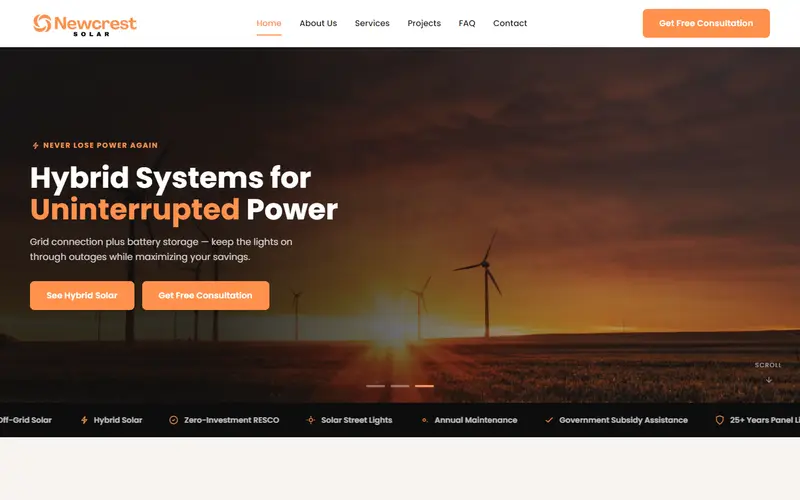 Newcrest
SOLAR
Home
About Us
Services
Projects
FAQ
Contact
Get Free Consultation
NEVER LOSE POWER AGAIN
Hybrid Systems for
Uninterrupted Power
Grid connection plus battery storage — keep the lights on
through outages while maximizing your savings.
See Hybrid Solar
Get Free Consultation
SCROLL
Off-Grid Solar
Hybrid Solar
Zero-Investment RESCO
Solar Street Lights
Annual Maintenance
Government Subsidy Assistance
25+ Years Panel